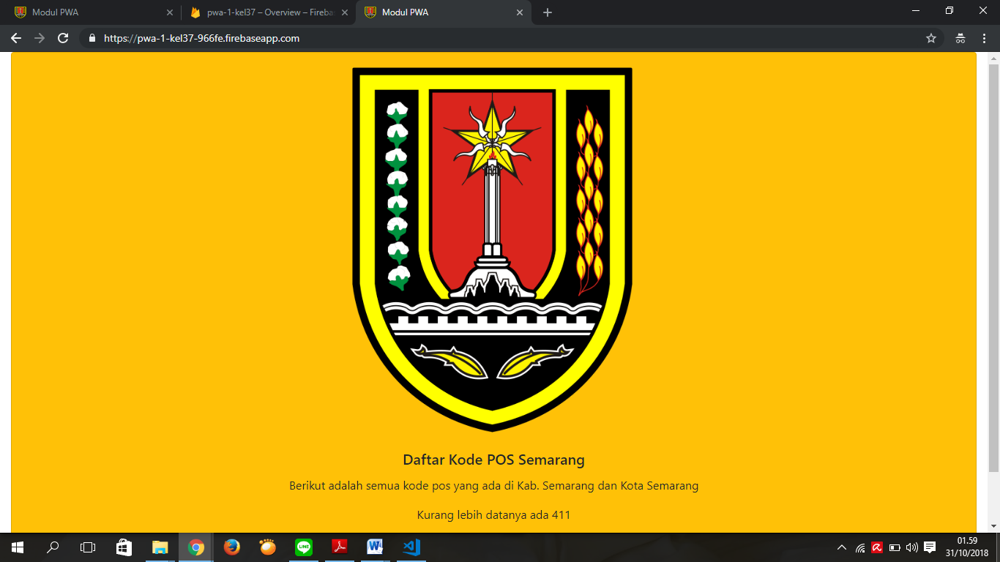 Modul PWA
pwa-1-kel37 – Overview – Fireba
Modul PWA
https://pwa-1-kel37-966fe.firebaseapp.com
Daftar Kode POS Semarang
Berikut adalah semua kode pos yang ada di Kab. Semarang dan Kota Semarang
Kurang lebih datanya ada 411
LINE
01.59
31/10/2018